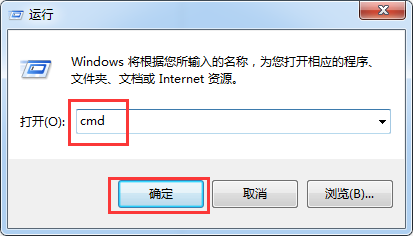 运行
Windows 将根据您所输入的名称，为您打开相应的程序、
文件夹、文档或 Internet 资源。
打开(O): cmd
确定 取消 浏览(B)...